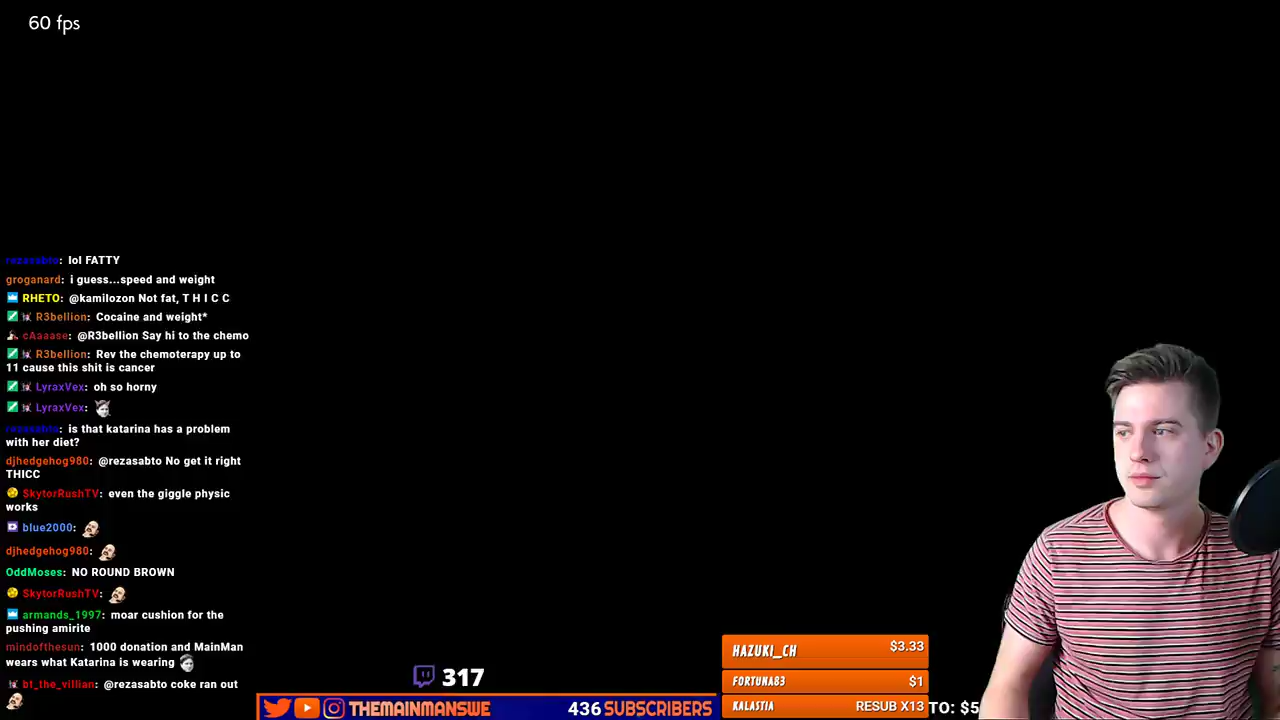 60 fps
rezasabto: lol FATTY
groganard: i guess...speed and weight
RHETO: @kamilozon Not fat, T H I C C
R3bellion: Cocaine and weight*
cAaaase: @R3bellion Say hi to the chemo
R3bellion: Rev the chemoterapy up to
11 cause this shit is cancer
LyraxVex: oh so horny
LyraxVex:
rezasabto: is that katarina has a problem
with her diet?
djhedgehog980: @rezasabto No get it right
THICC
SkytorRushTV: even the giggle physic
works
blue2000:
djhedgehog980:
OddMoses: NO ROUND BROWN
SkytorRushTV:
armands_1997: moar cushion for the
pushing amirite
mindofthesun: 1000 donation and MainMan
wears what Katarina is wearing
bt_the_villian: @rezasabto coke ran out
317
THEMAINMANSWE 436 SUBSCRIBERS
HAZUKI_CH $3.33
FORTUNA83 $1
KALASTIA RESUB X13
TO: $5